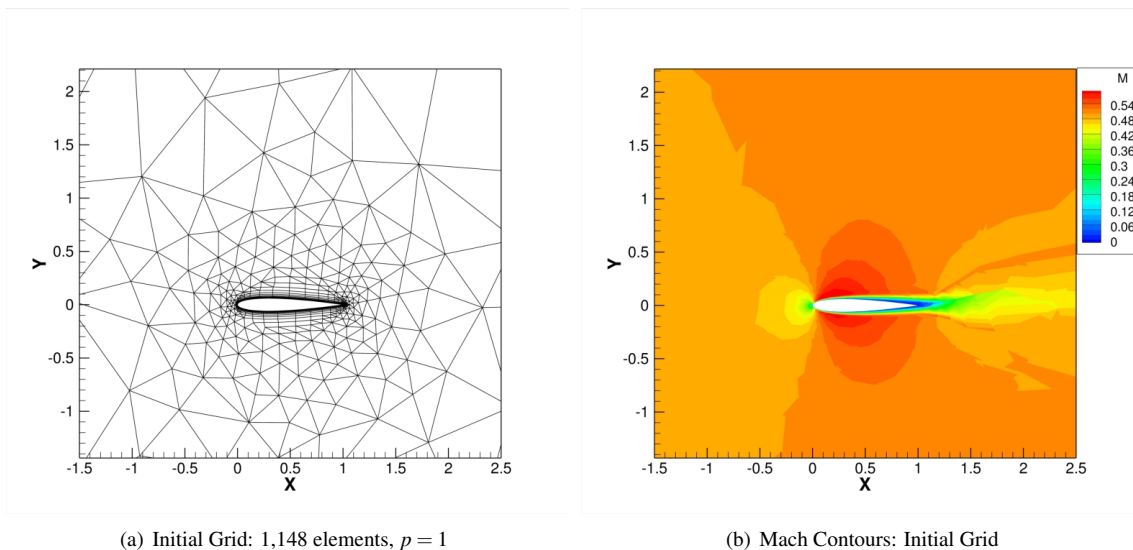 Y
2
1.5
1
0.5
0
-0.5
-1
-1.5 -1 -0.5 0 0.5 1 1.5 2 2.5
X
Y
2
1.5
1
0.5
0
-0.5
-1
-1.5 -1 -0.5 0 0.5 1 1.5 2 2.5
X
M
0.54
0.48
0.42
0.36
0.3
0.24
0.18
0.12
0.06
0
(a) Initial Grid: 1,148 elements, p = 1
(b) Mach Contours: Initial Grid